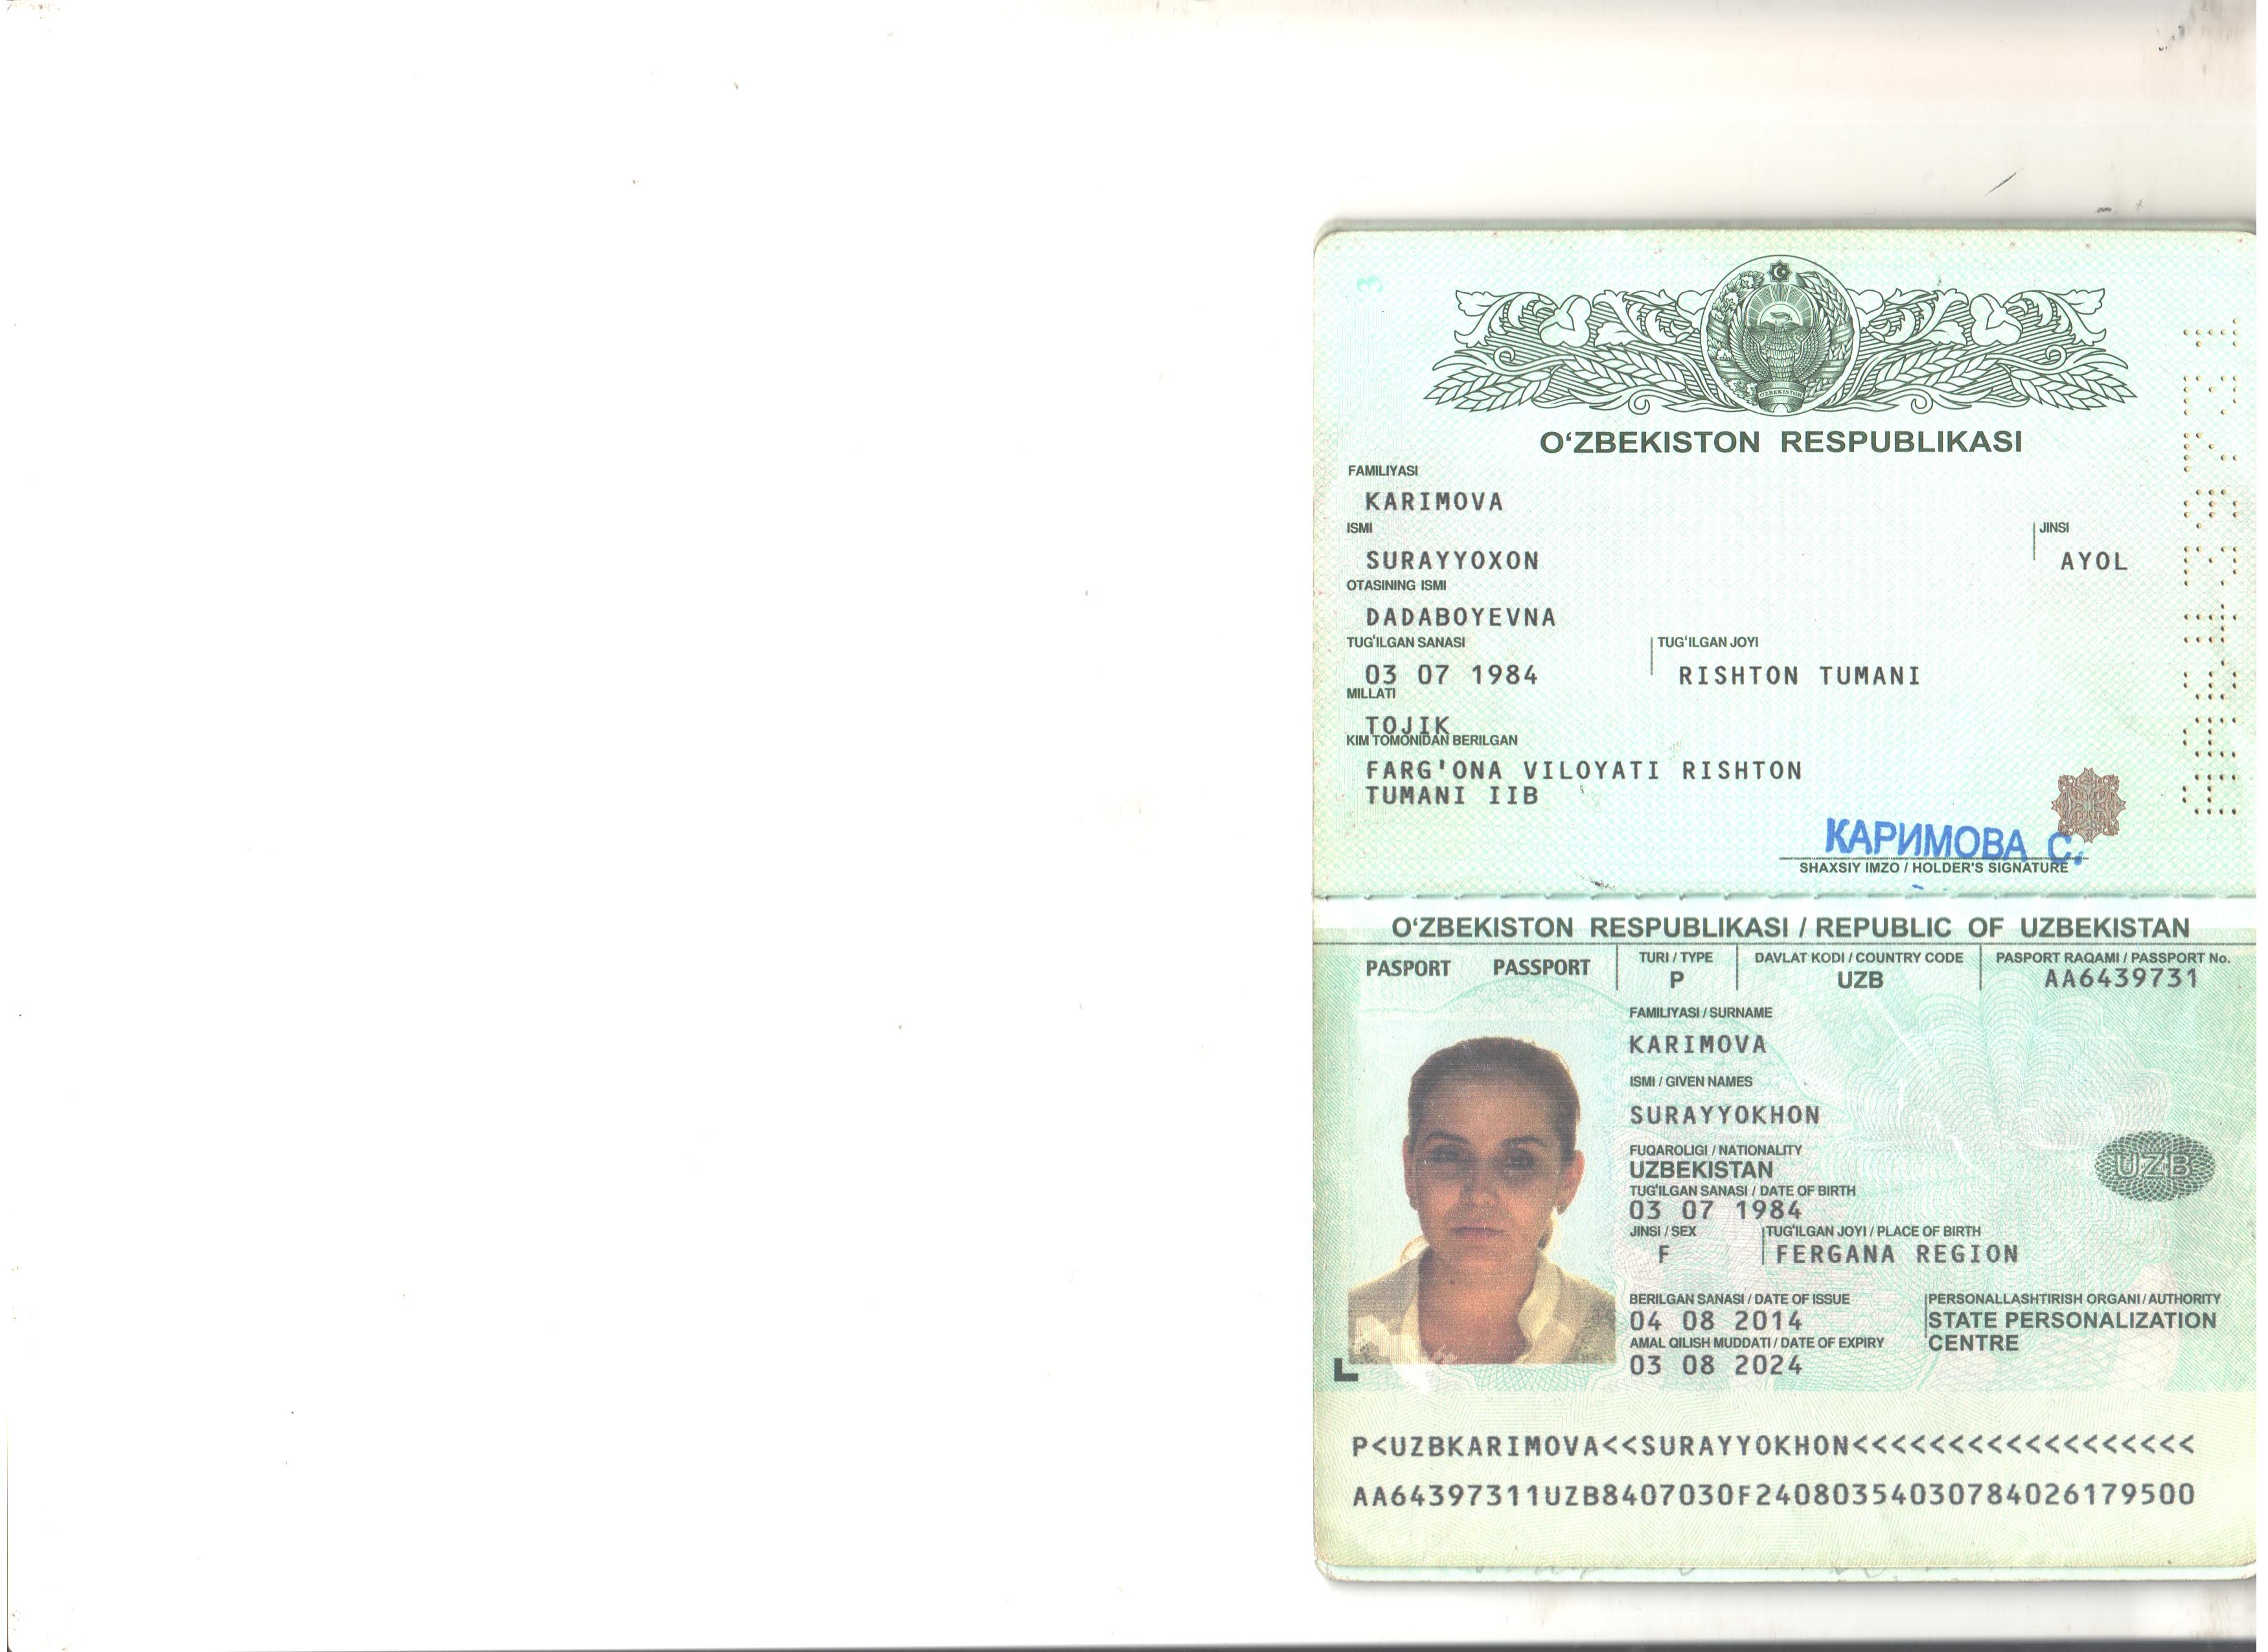 O‘ZBEKISTON RESPUBLIKASI
FAMILIYASI
KARIMOVA
ISMI
JINSI
SURAYYOXON
AYOL
OTASINING ISMI
DADABOYEVNA
TUG‘ILGAN SANASI
TUG‘ILGAN JOYI
03 07 1984
RISHTON TUMANI
MILLATI
TOJIK
KIM TOMONIDAN BERILGAN
FARG'ONA VILOYATI RISHTON
TUMANI IIB
КАРИМОВА С.
SHAXSIY IMZO / HOLDER'S SIGNATURE
O‘ZBEKISTON RESPUBLIKASI / REPUBLIC OF UZBEKISTAN
PASPORT PASSPORT
TURI / TYPE
P
DAVLAT KODI / COUNTRY CODE
UZB
PASPORT RAQAMI / PASSPORT No.
AA6439731
FAMILIYASI / SURNAME
KARIMOVA
ISMI / GIVEN NAMES
SURAYYOKHON
FUQAROLIGI / NATIONALITY
UZBEKISTAN
UZB
TUG‘ILGAN SANASI / DATE OF BIRTH
03 07 1984
JINSI / SEX
F
TUG‘ILGAN JOYI / PLACE OF BIRTH
FERGANA REGION
BERILGAN SANASI / DATE OF ISSUE
04 08 2014
PERSONALLASHTIRISH ORGANI / AUTHORITY
STATE PERSONALIZATION
CENTRE
AMAL QILISH MUDDATI / DATE OF EXPIRY
03 08 2024
P<UZBKARIMOVA<<SURAYYOKHON<<<<<<<<<<<<<<<<<<
AA64397311UZB8407030F24080354030784026179500